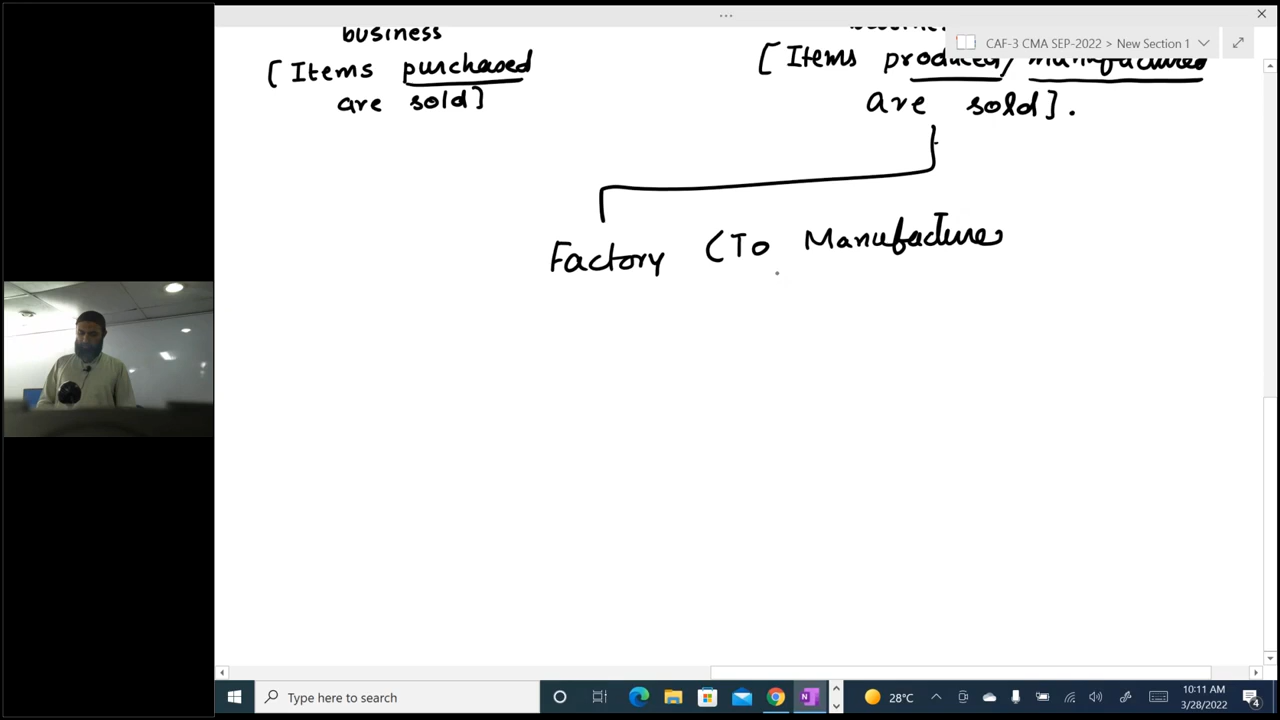 business
[Items purchased
are sold]
[Items produced/ manufactured
are sold].
Factory (To Manufacture
CAF-3 CMA SEP-2022 > New Section 1
Type here to search
28°C
10:11 AM
3/28/2022
4